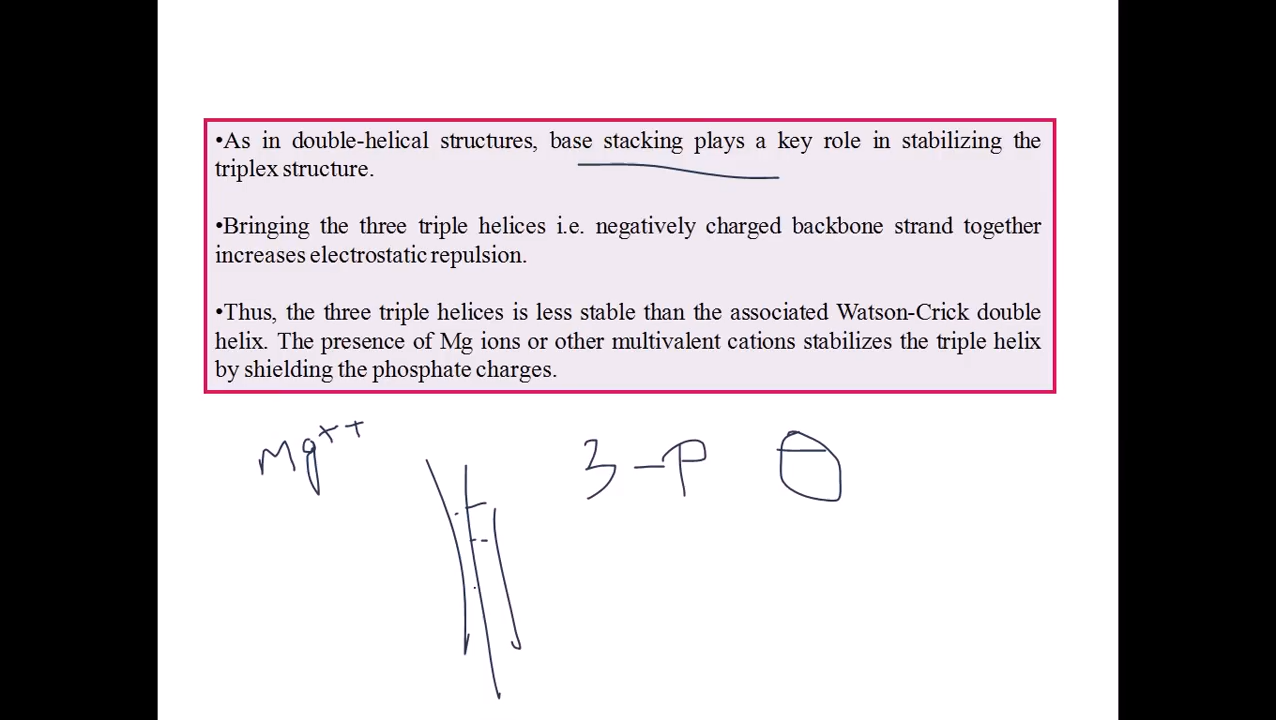 •As in double-helical structures, base stacking plays a key role in stabilizing the
triplex structure.
•Bringing the three triple helices i.e. negatively charged backbone strand together
increases electrostatic repulsion.
•Thus, the three triple helices is less stable than the associated Watson-Crick double
helix. The presence of Mg ions or other multivalent cations stabilizes the triple helix
by shielding the phosphate charges.
Mg++
3 - P ⊖